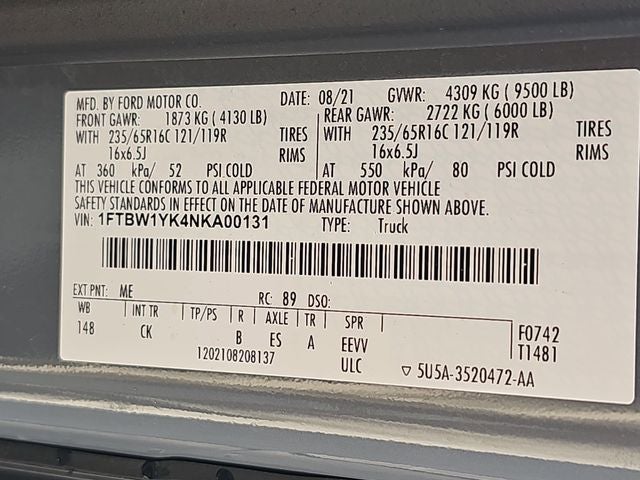 MFD. BY FORD MOTOR CO. DATE: 08/21 GVWR: 4309 KG ( 9500 LB)
FRONT GAWR: 1873 KG ( 4130 LB) REAR GAWR: 2722 KG ( 6000 LB)
WITH 235/65R16C 121/119R TIRES WITH 235/65R16C 121/119R TIRES
16x6.5J RIMS 16x6.5J RIMS
AT 360 kPa/ 52 PSI COLD AT 550 kPa/ 80 PSI COLD
THIS VEHICLE CONFORMS TO ALL APPLICABLE FEDERAL MOTOR VEHICLE
SAFETY STANDARDS IN EFFECT ON THE DATE OF MANUFACTURE SHOWN ABOVE.
VIN: 1FTBW1YK4NKA00131 TYPE: Truck
EXT PNT: ME RC: 89 DSO:
WB INT TR TP/PS R AXLE TR SPR F0742
148 CK B ES A EEVV T1481
1202108208137 ULC ▽ 5U5A-3520472-AA